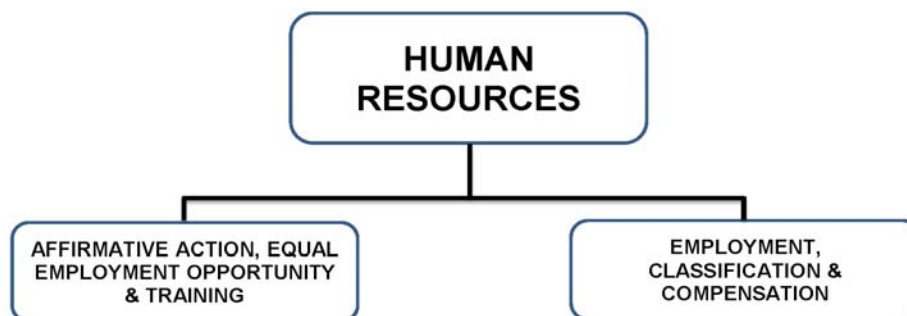 HUMAN
RESOURCES
AFFIRMATIVE ACTION, EQUAL
EMPLOYMENT OPPORTUNITY
& TRAINING
EMPLOYMENT,
CLASSIFICATION &
COMPENSATION